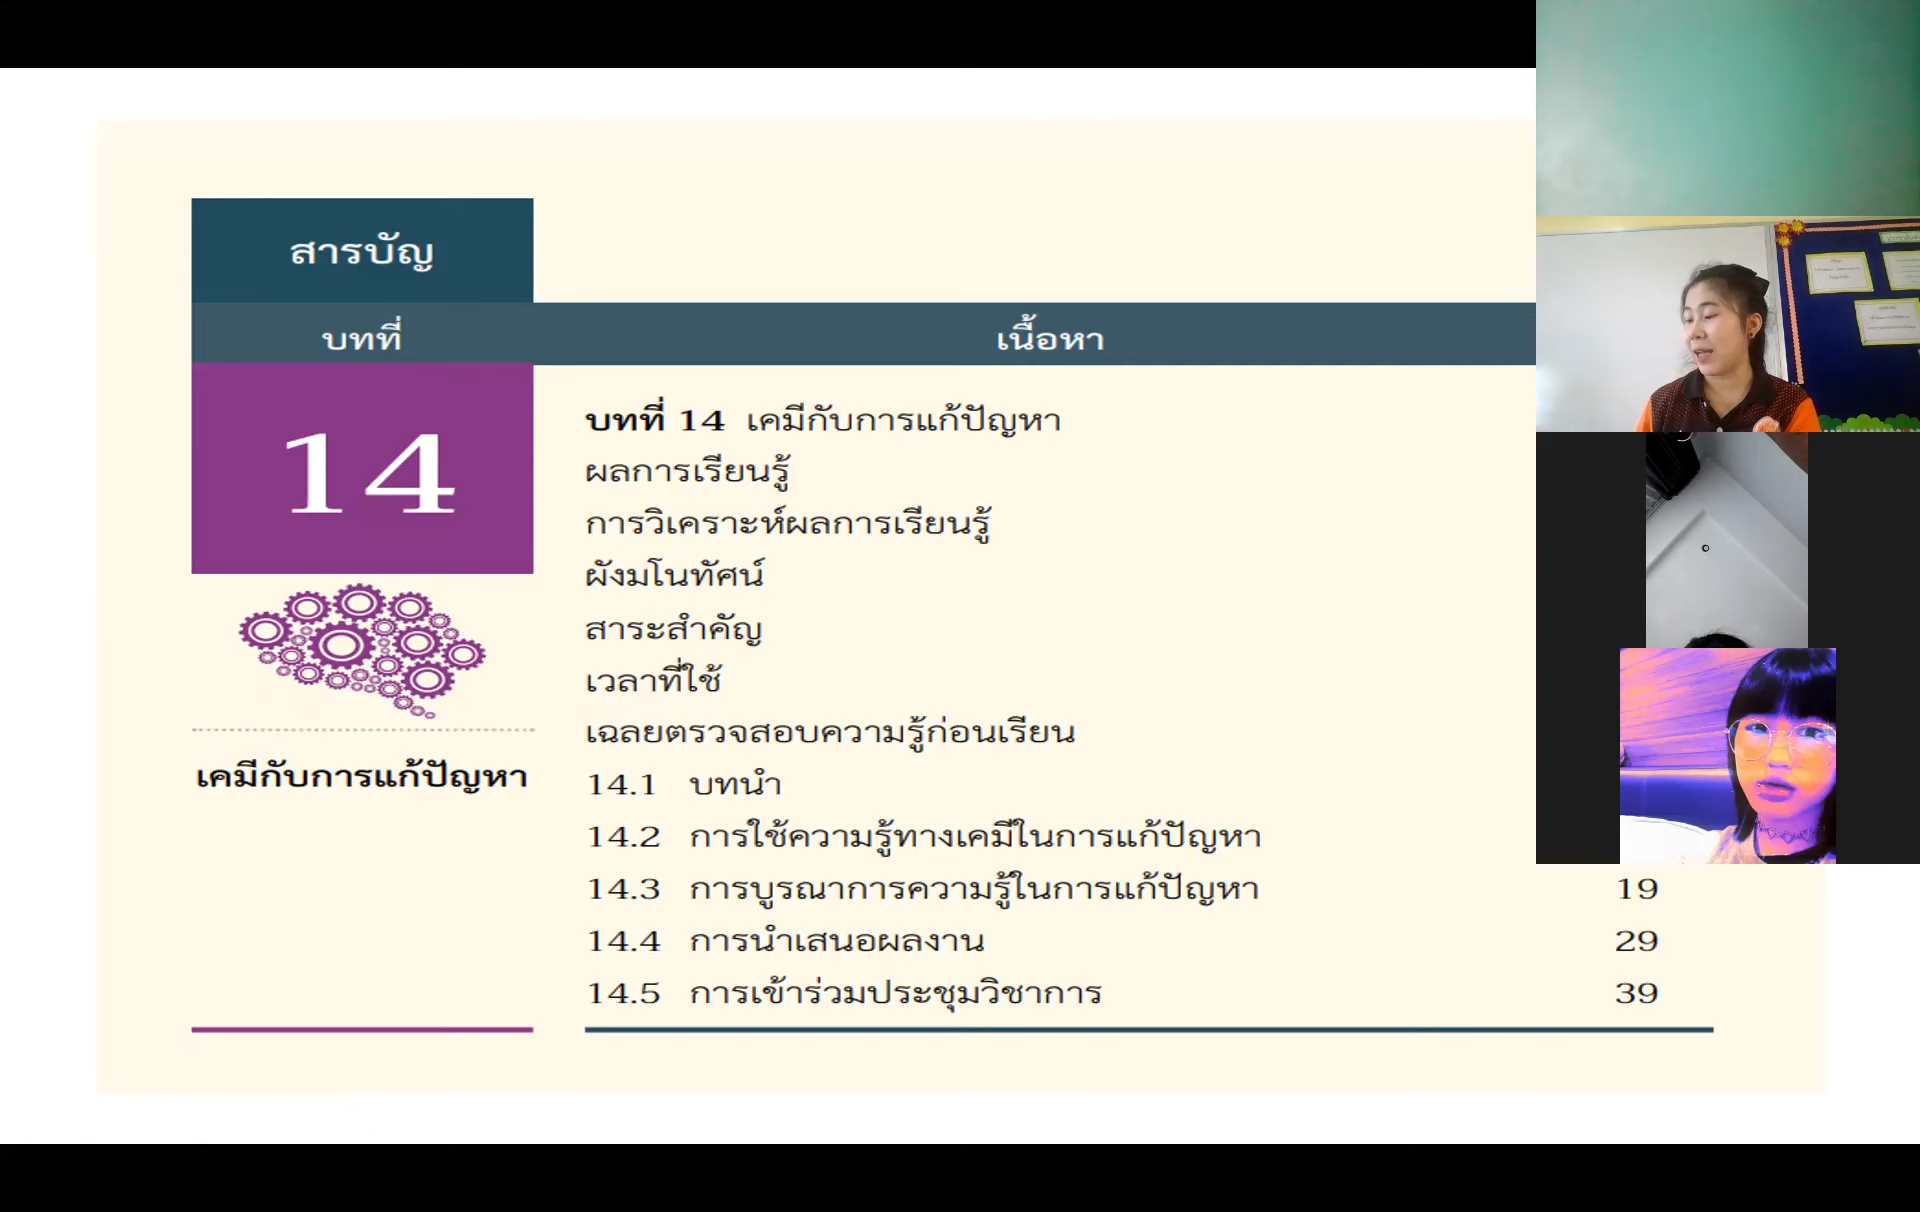 สารบัญ
บทที่ เนื้อหา
14
บทที่ 14 เคมีกับการแก้ปัญหา
ผลการเรียนรู้
การวิเคราะห์ผลการเรียนรู้
ผังมโนทัศน์
สาระสำคัญ
เวลาที่ใช้
เฉลยตรวจสอบความรู้ก่อนเรียน
14.1 บทนำ
14.2 การใช้ความรู้ทางเคมีในการแก้ปัญหา
14.3 การบูรณาการความรู้ในการแก้ปัญหา 19
14.4 การนำเสนอผลงาน 29
14.5 การเข้าร่วมประชุมวิชาการ 39
เคมีกับการแก้ปัญหา